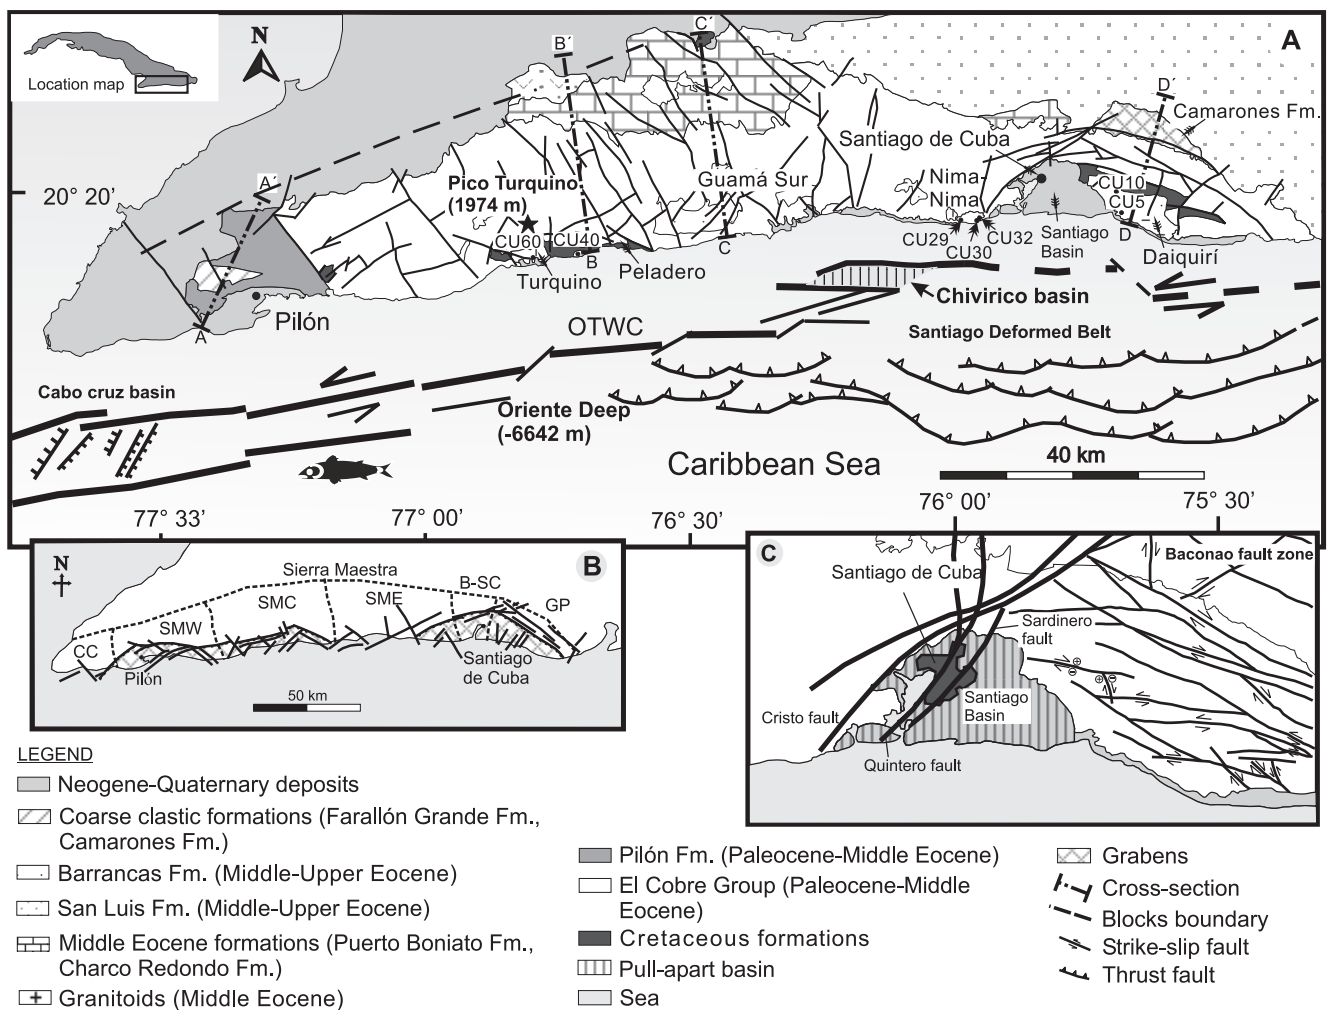 A
N
Location map
B´
C´
D´
Camarones Fm.
Santiago de Cuba
20° 20’
A´
Pico Turquino
(1974 m)
Guamá Sur
Nima-
Nima
CU10
CU5
CU60
CU40
B
C
CU29
CU32
CU30
Santiago
Basin
D
Daiquirí
Turquino
Peladero
Pilón
A
Chivirico basin
OTWC
Santiago Deformed Belt
Cabo cruz basin
Oriente Deep
(-6642 m)
Caribbean Sea
40 km
77° 33’
77° 00’
76° 30’
76° 00’
75° 30’
N
B
Sierra Maestra
B-SC
SMC
SME
GP
SMW
CC
Pilón
Santiago
de Cuba
50 km
C
Baconao fault zone
Santiago de Cuba
Sardinero
fault
Santiago
Basin
Cristo fault
Quintero fault
LEGEND
Neogene-Quaternary deposits
Coarse clastic formations (Farallón Grande Fm.,
Camarones Fm.)
Barrancas Fm. (Middle-Upper Eocene)
San Luis Fm. (Middle-Upper Eocene)
Middle Eocene formations (Puerto Boniato Fm.,
Charco Redondo Fm.)
Granitoids (Middle Eocene)
Pilón Fm. (Paleocene-Middle Eocene)
El Cobre Group (Paleocene-Middle
Eocene)
Cretaceous formations
Pull-apart basin
Sea
Grabens
Cross-section
Blocks boundary
Strike-slip fault
Thrust fault